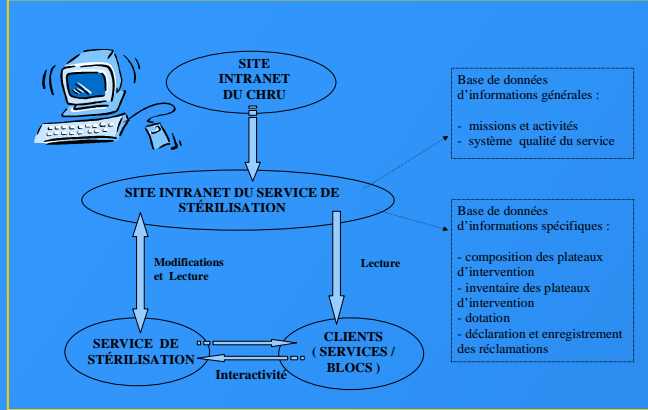 SITE
INTRANET
DU CHRU
Base de données
d'informations générales :
- missions et activités
- système qualité du service
SITE INTRANET DU SERVICE DE
STÉRILISATION
Base de données
d'informations spécifiques :
- composition des plateaux
d'intervention
- inventaire des plateaux
d'intervention
- dotation
- déclaration et enregistrement
des réclamations
Modifications
et Lecture
Lecture
SERVICE DE
STÉRILISATION
CLIENTS
( SERVICES /
BLOCS )
Interactivité